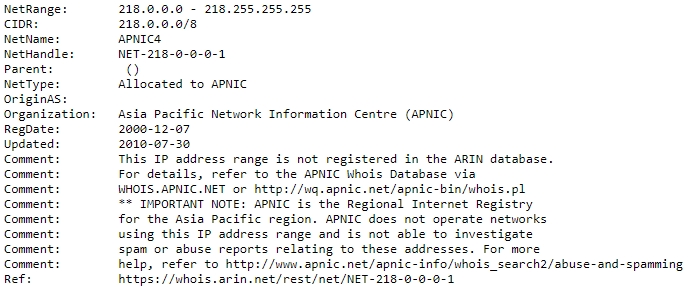 NetRange: 218.0.0.0 - 218.255.255.255
CIDR: 218.0.0.0/8
NetName: APNIC4
NetHandle: NET-218-0-0-0-1
Parent: ()
NetType: Allocated to APNIC
OriginAS:
Organization: Asia Pacific Network Information Centre (APNIC)
RegDate: 2000-12-07
Updated: 2010-07-30
Comment: This IP address range is not registered in the ARIN database.
Comment: For details, refer to the APNIC Whois Database via
Comment: WHOIS.APNIC.NET or http://wq.apnic.net/apnic-bin/whois.pl
Comment: ** IMPORTANT NOTE: APNIC is the Regional Internet Registry
Comment: for the Asia Pacific region. APNIC does not operate networks
Comment: using this IP address range and is not able to investigate
Comment: spam or abuse reports relating to these addresses. For more
Comment: help, refer to http://www.apnic.net/apnic-info/whois_search2/abuse-and-spamming
Ref: https://whois.arin.net/rest/net/NET-218-0-0-0-1